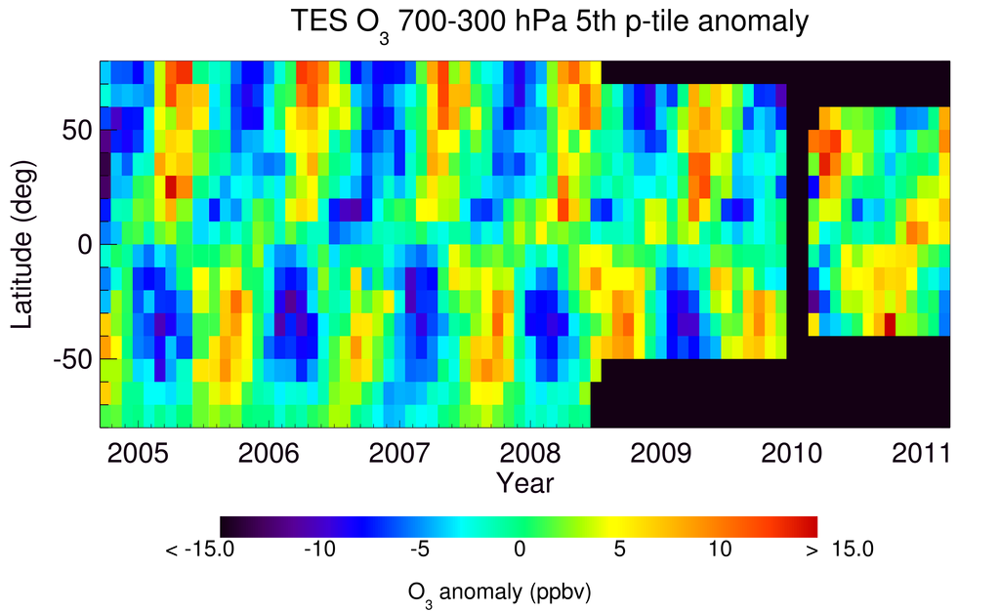 TES O₃ 700-300 hPa 5th p-tile anomaly
Latitude (deg)
50
0
-50
2005 2006 2007 2008 2009 2010 2011
Year
< -15.0 -10 -5 0 5 10 > 15.0
O₃ anomaly (ppbv)